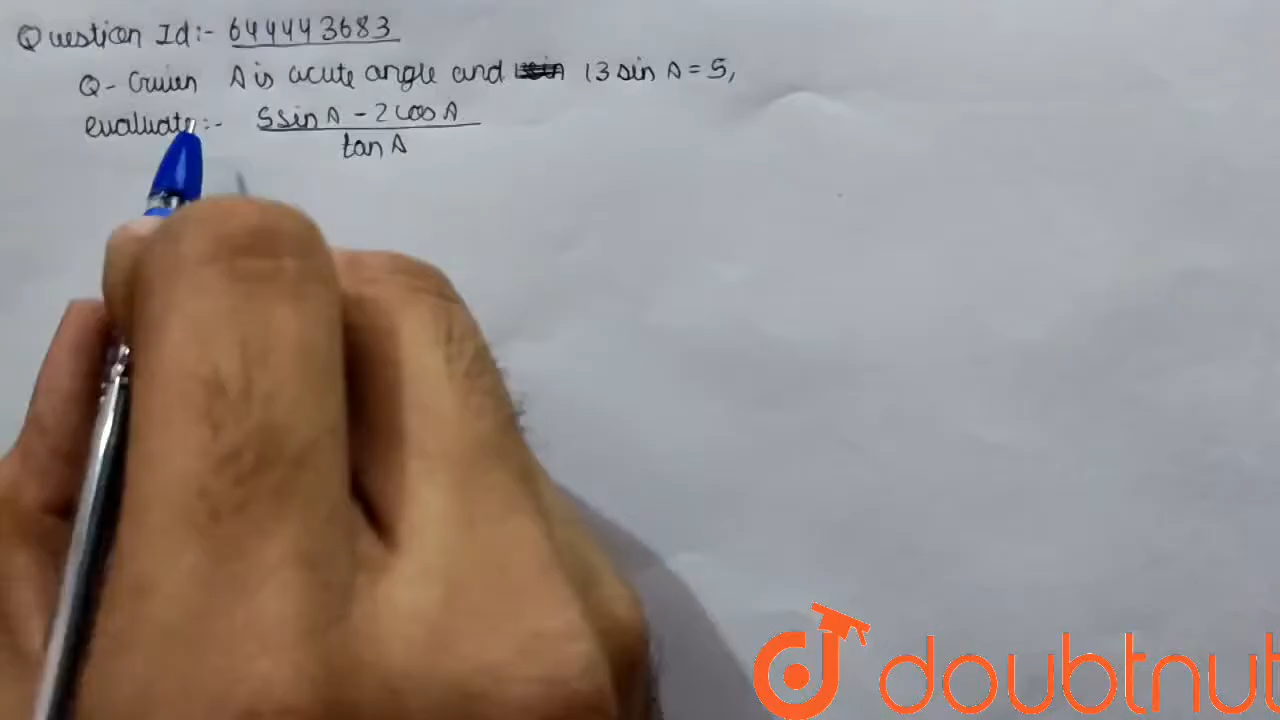 Question Id:- 644443683
Q- Given A is acute angle and 13 sin A = 5,
evaluate :- 5 sin A - 2 cos A
tan A
doubtnut